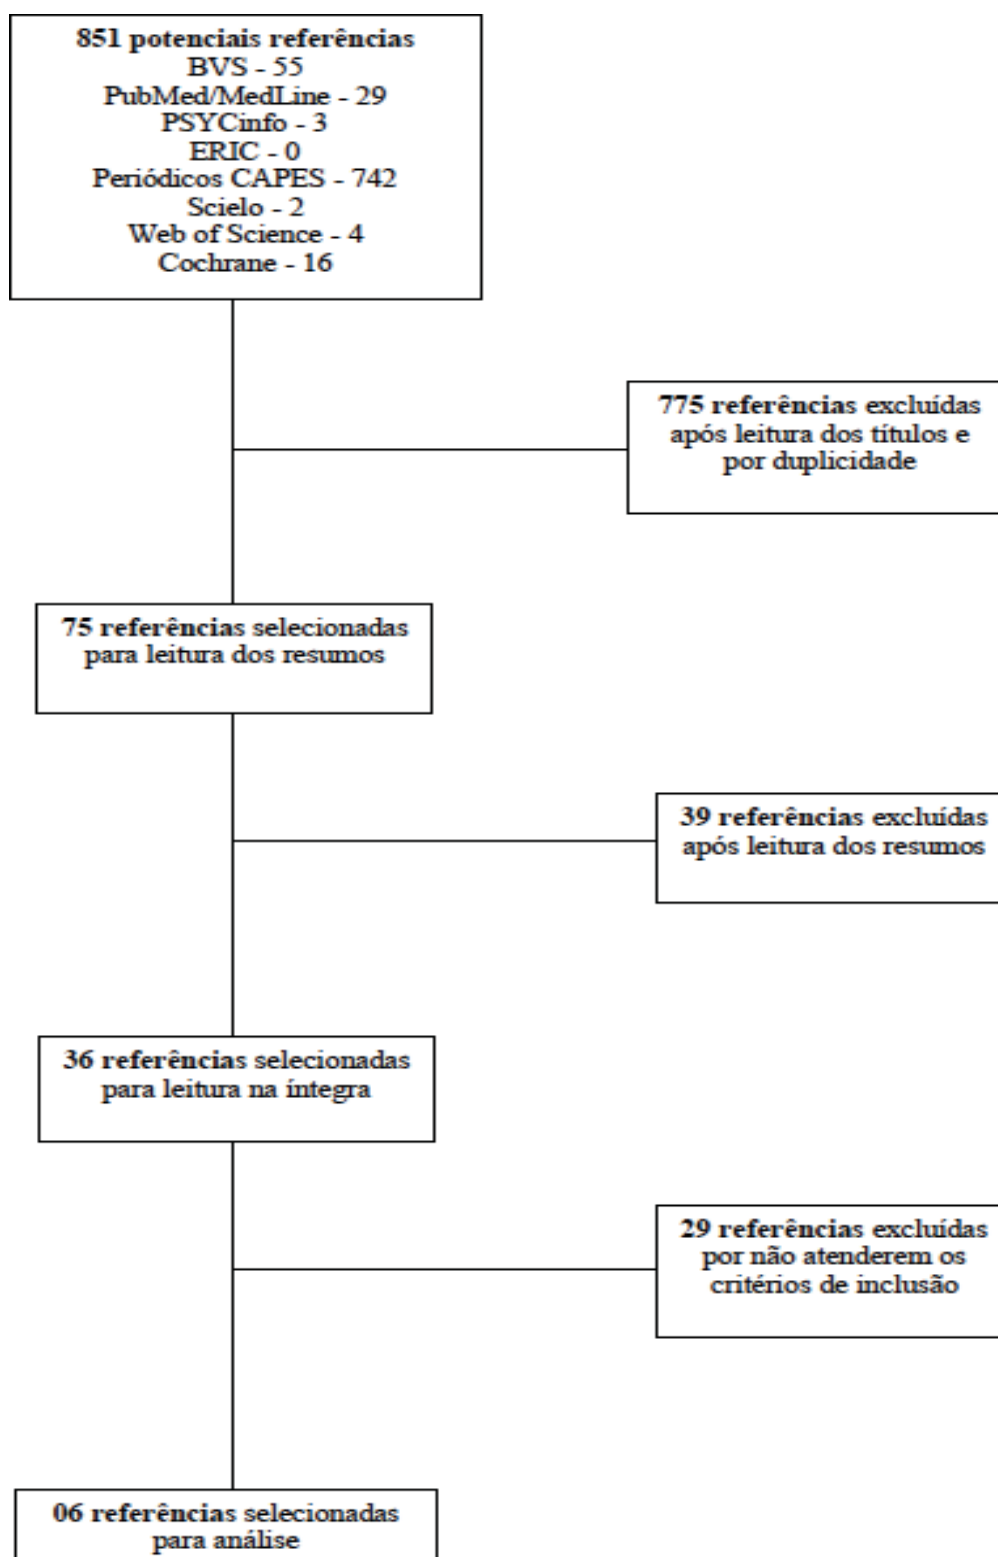 851 potenciais referências
BVS - 55
PubMed/MedLine - 29
PSYCinfo - 3
ERIC - 0
Periódicos CAPES - 742
Scielo - 2
Web of Science - 4
Cochrane - 16
775 referências excluídas
após leitura dos títulos e
por duplicidade
75 referências selecionadas
para leitura dos resumos
39 referências excluídas
após leitura dos resumos
36 referências selecionadas
para leitura na íntegra
29 referências excluídas
por não atenderem os
critérios de inclusão
06 referências selecionadas
para análise